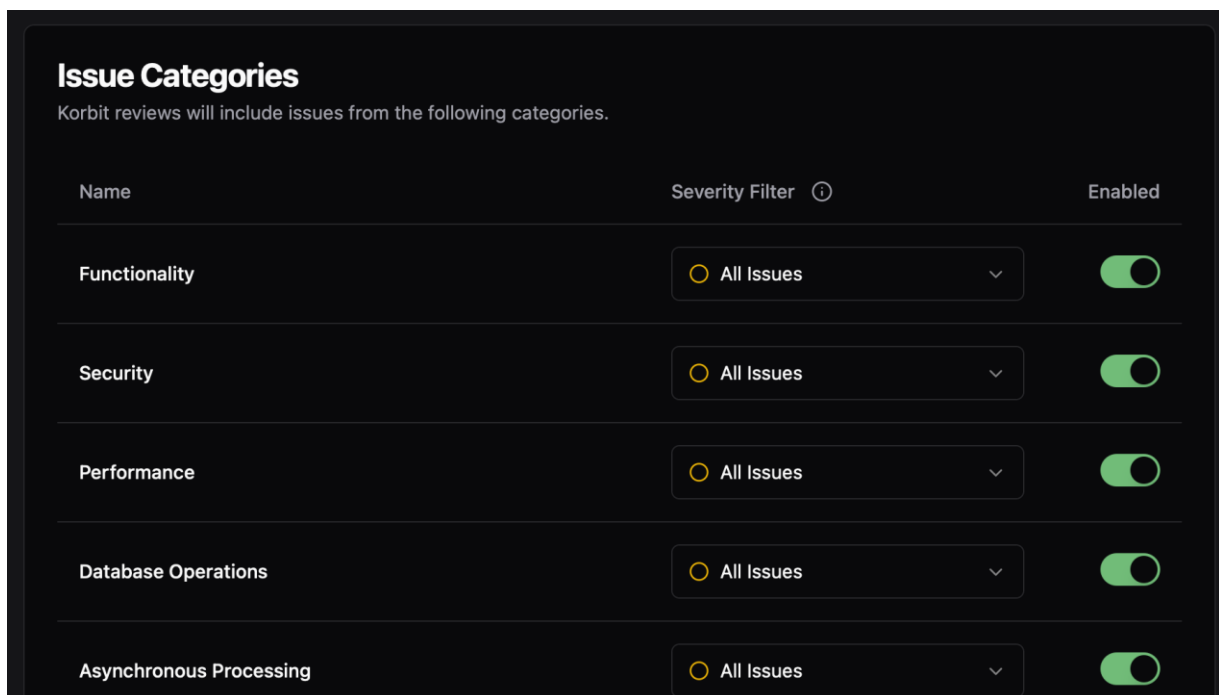 Issue Categories
Korbit reviews will include issues from the following categories.
Name Severity Filter Enabled
Functionality All Issues
Security All Issues
Performance All Issues
Database Operations All Issues
Asynchronous Processing All Issues